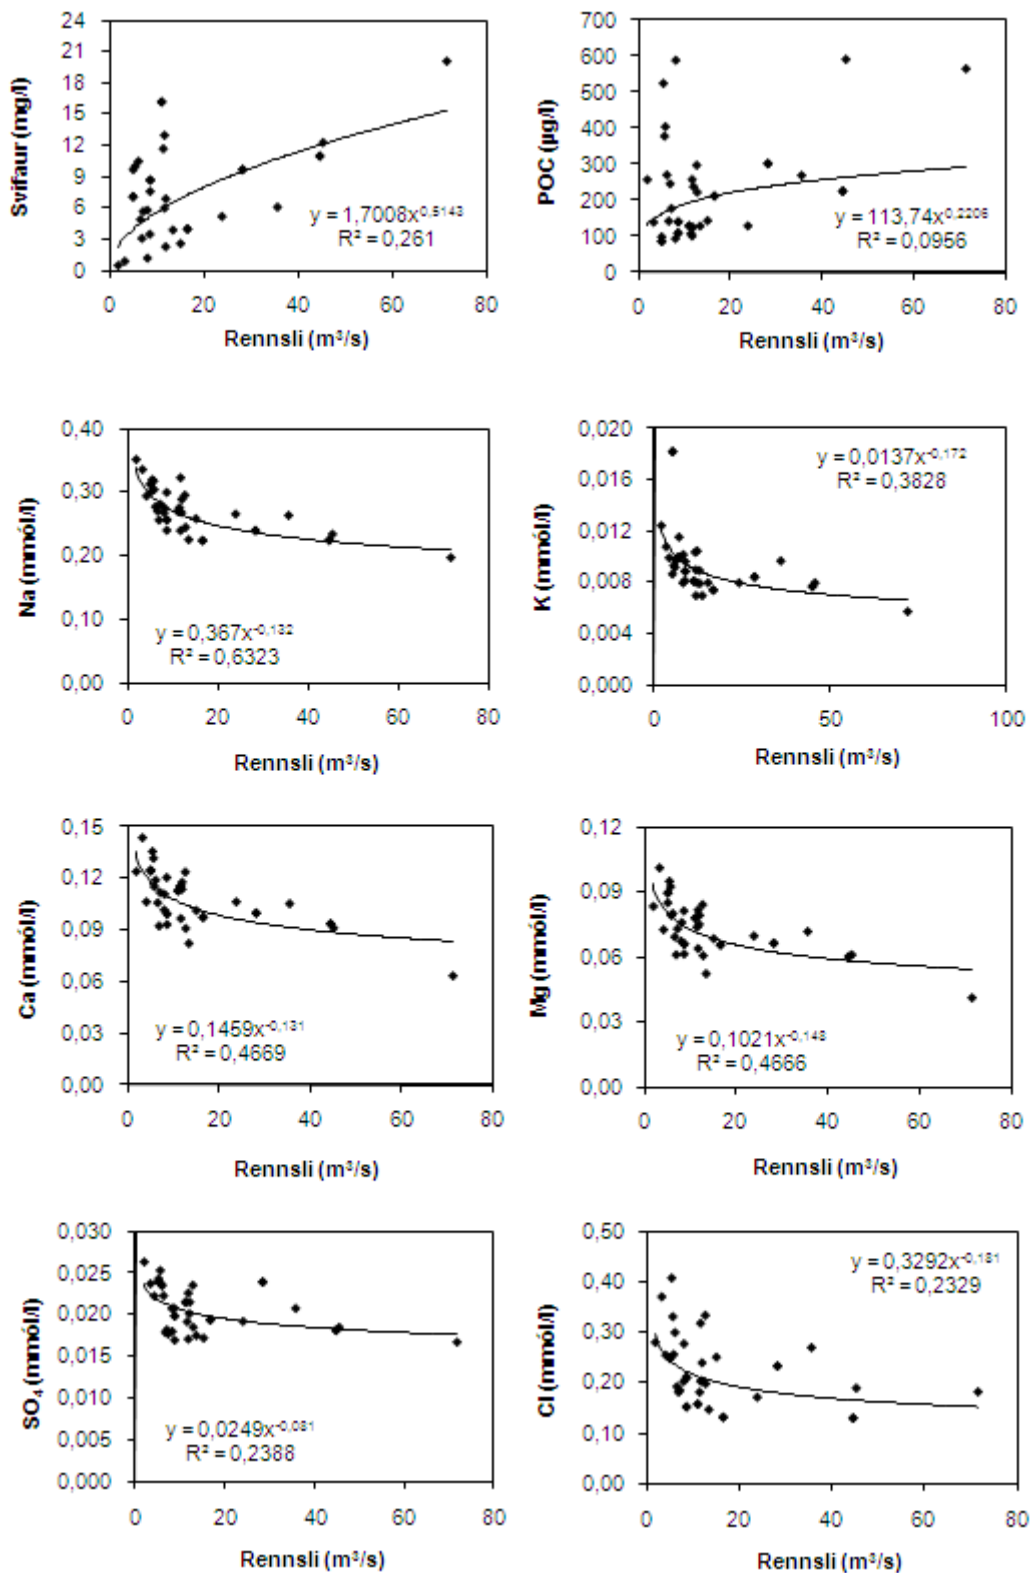 Svifaur (mg/l)
24
21
18
15
12
9
6
3
0
y = 1,7008x^0,5143
R² = 0,261
0 20 40 60 80
Rennsli (m³/s)
POC (µg/l)
700
600
500
400
300
200
100
0
y = 113,74x^0,2206
R² = 0,0956
0 20 40 60 80
Rennsli (m³/s)
Na (mmól/l)
0,40
0,30
0,20
0,10
0,00
y = 0,367x^-0,132
R² = 0,6323
0 20 40 60 80
Rennsli (m³/s)
K (mmól/l)
0,020
0,016
0,012
0,008
0,004
0,000
y = 0,0137x^-0,172
R² = 0,3828
0 50 100
Rennsli (m³/s)
Ca (mmól/l)
0,15
0,12
0,09
0,06
0,03
0,00
y = 0,1459x^-0,131
R² = 0,4669
0 20 40 60 80
Rennsli (m³/s)
Mg (mmól/l)
0,12
0,09
0,06
0,03
0,00
y = 0,1021x^-0,148
R² = 0,4666
0 20 40 60 80
Rennsli (m³/s)
SO₄ (mmól/l)
0,030
0,025
0,020
0,015
0,010
0,005
0,000
y = 0,0249x^-0,081
R² = 0,2388
0 20 40 60 80
Rennsli (m³/s)
Cl (mmól/l)
0,50
0,40
0,30
0,20
0,10
0,00
y = 0,3292x^-0,181
R² = 0,2329
0 20 40 60 80
Rennsli (m³/s)